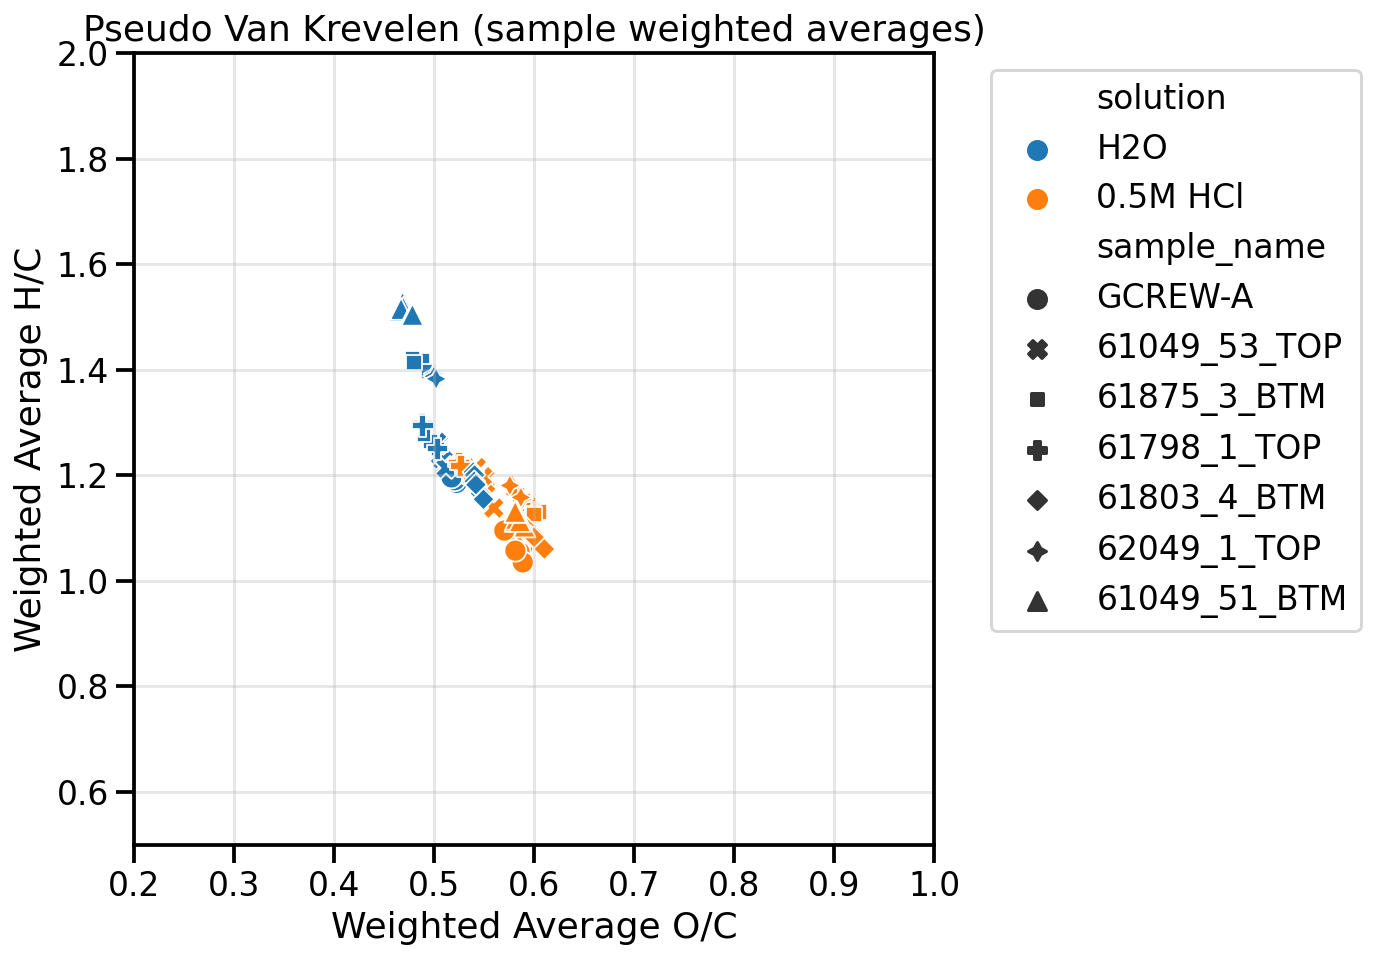 Pseudo Van Krevelen (sample weighted averages)
2.0
1.8
1.6
1.4
1.2
1.0
0.8
0.6
Weighted Average H/C
0.2 0.3 0.4 0.5 0.6 0.7 0.8 0.9 1.0
Weighted Average O/C
solution
H2O
0.5M HCl
sample_name
GCREW-A
61049_53_TOP
61875_3_BTM
61798_1_TOP
61803_4_BTM
62049_1_TOP
61049_51_BTM